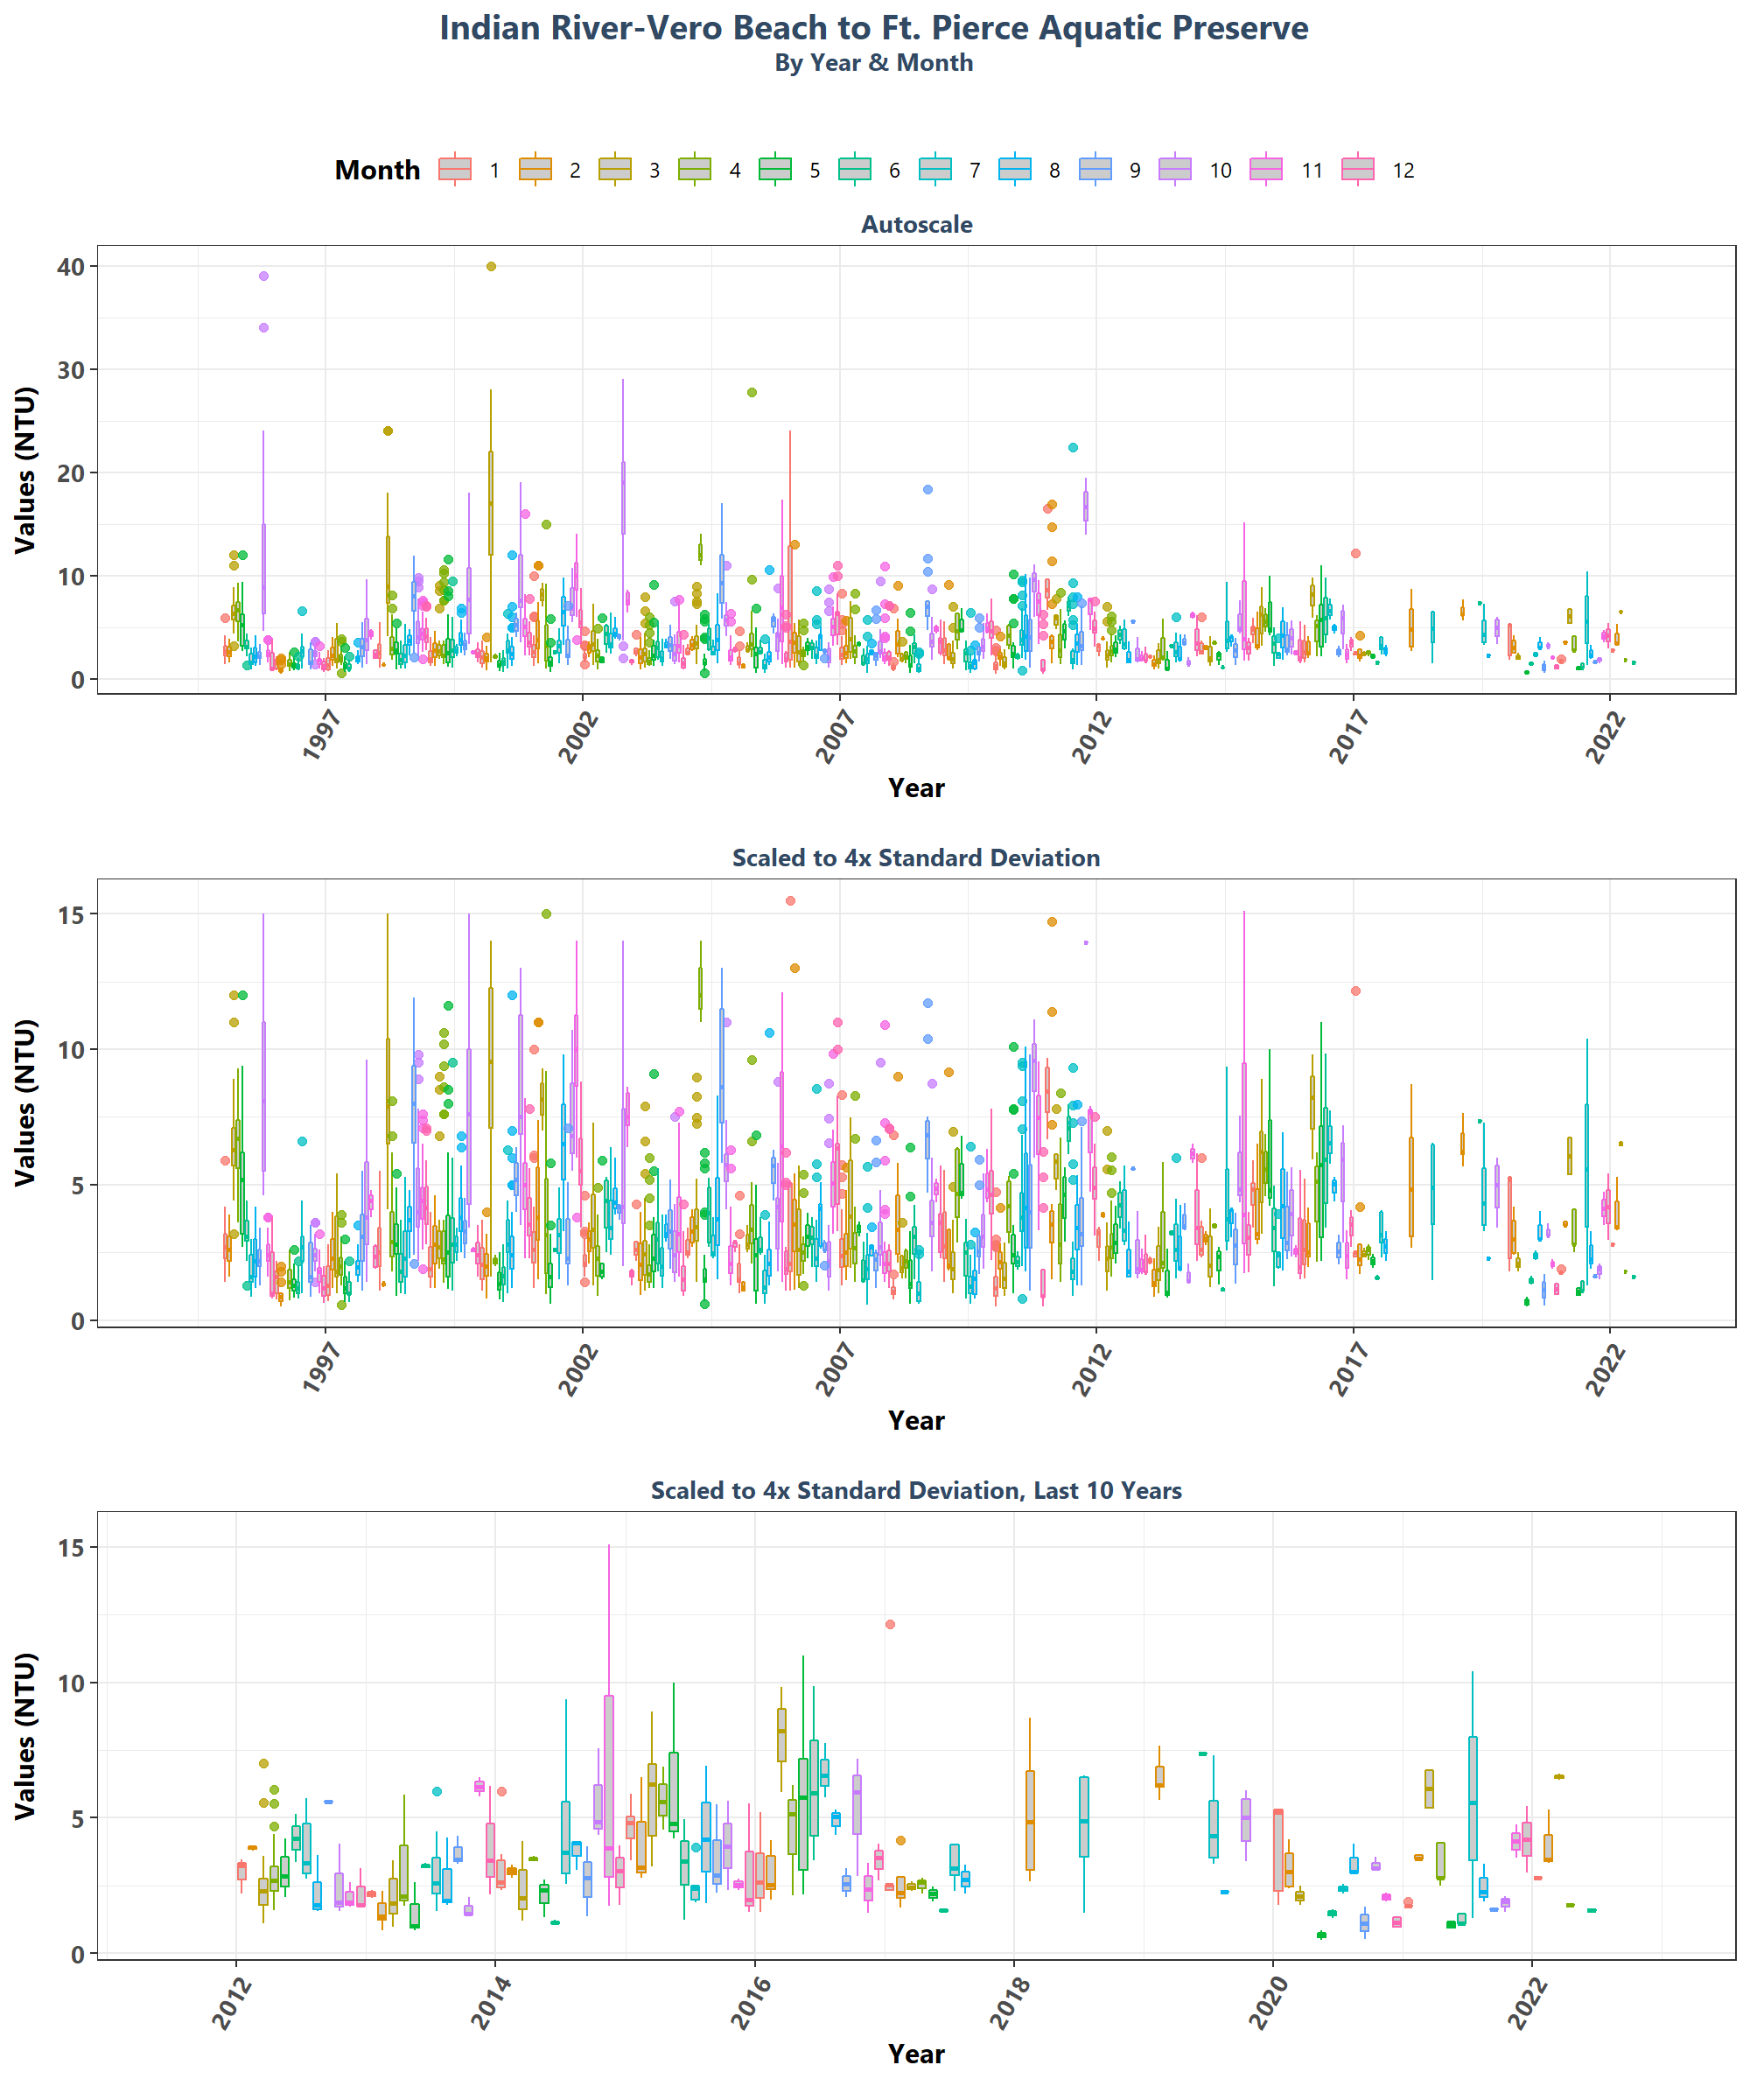 Indian River-Vero Beach to Ft. Pierce Aquatic Preserve
By Year & Month
Month 1 2 3 4 5 6 7 8 9 10 11 12
Autoscale
Values (NTU)
40
30
20
10
0
1997 2002 2007 2012 2017 2022
Year
Scaled to 4x Standard Deviation
Values (NTU)
15
10
5
0
1997 2002 2007 2012 2017 2022
Year
Scaled to 4x Standard Deviation, Last 10 Years
Values (NTU)
15
10
5
0
2012 2014 2016 2018 2020 2022
Year